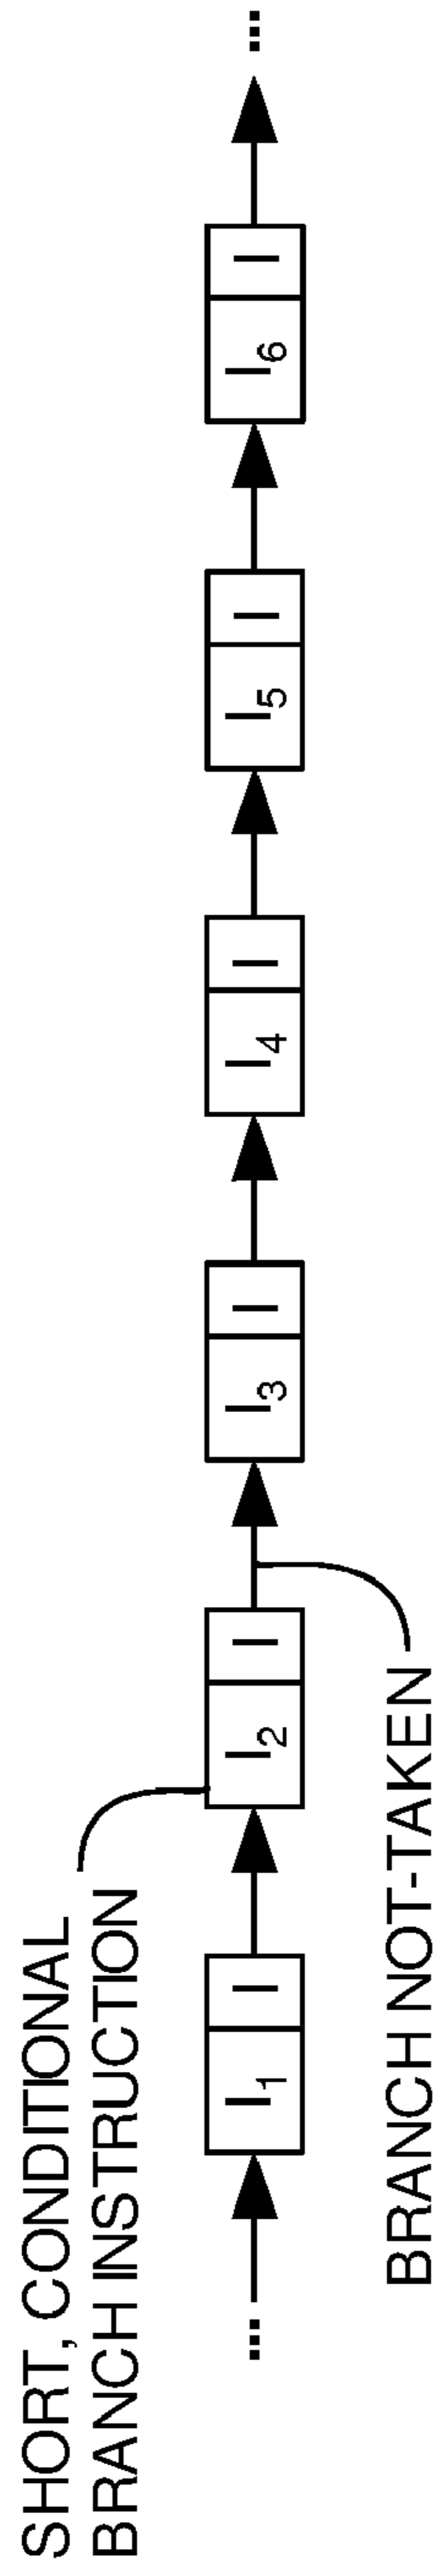 SHORT, CONDITIONAL
BRANCH INSTRUCTION
... I₁ I I₂ I I₃ I I₄ I I₅ I I₆ I ...
BRANCH NOT-TAKEN